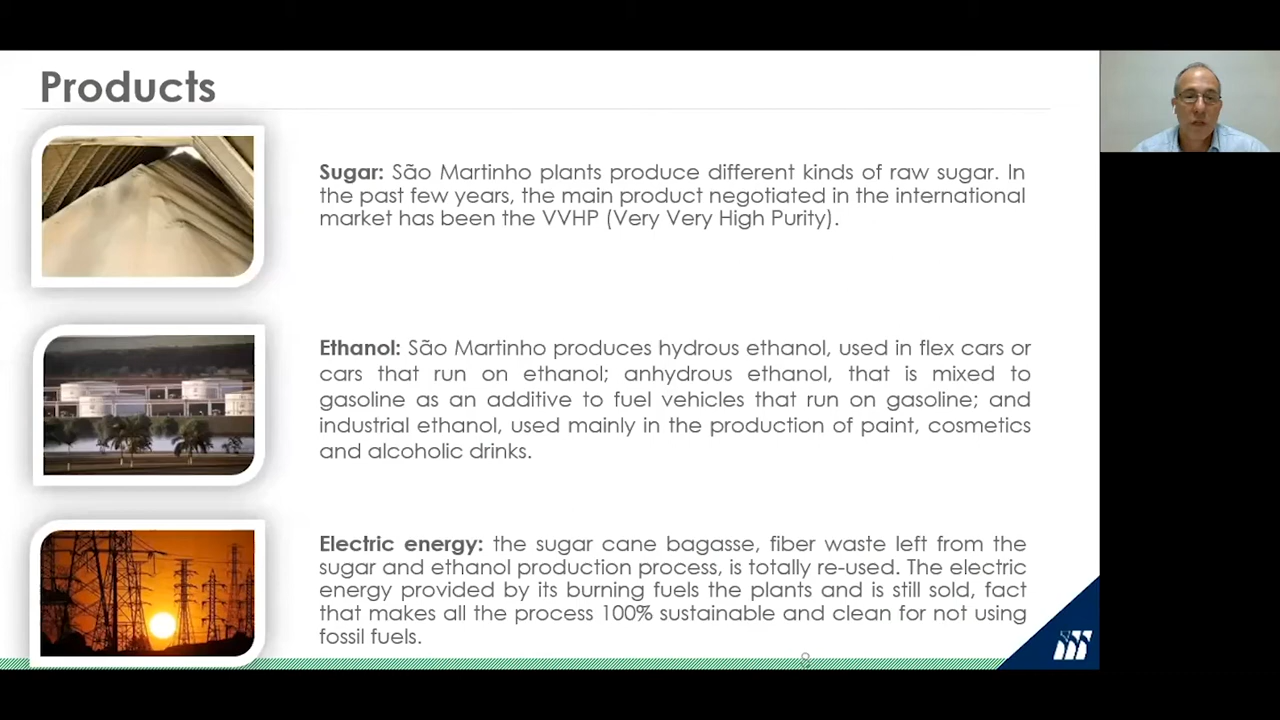 Products
Sugar: São Martinho plants produce different kinds of raw sugar. In
the past few years, the main product negotiated in the international
market has been the VVHP (Very Very High Purity).
Ethanol: São Martinho produces hydrous ethanol, used in flex cars or
cars that run on ethanol; anhydrous ethanol, that is mixed to
gasoline as an additive to fuel vehicles that run on gasoline; and
industrial ethanol, used mainly in the production of paint, cosmetics
and alcoholic drinks.
Electric energy: the sugar cane bagasse, fiber waste left from the
sugar and ethanol production process, is totally re-used. The electric
energy provided by its burning fuels the plants and is still sold, fact
that makes all the process 100% sustainable and clean for not using
fossil fuels.
8